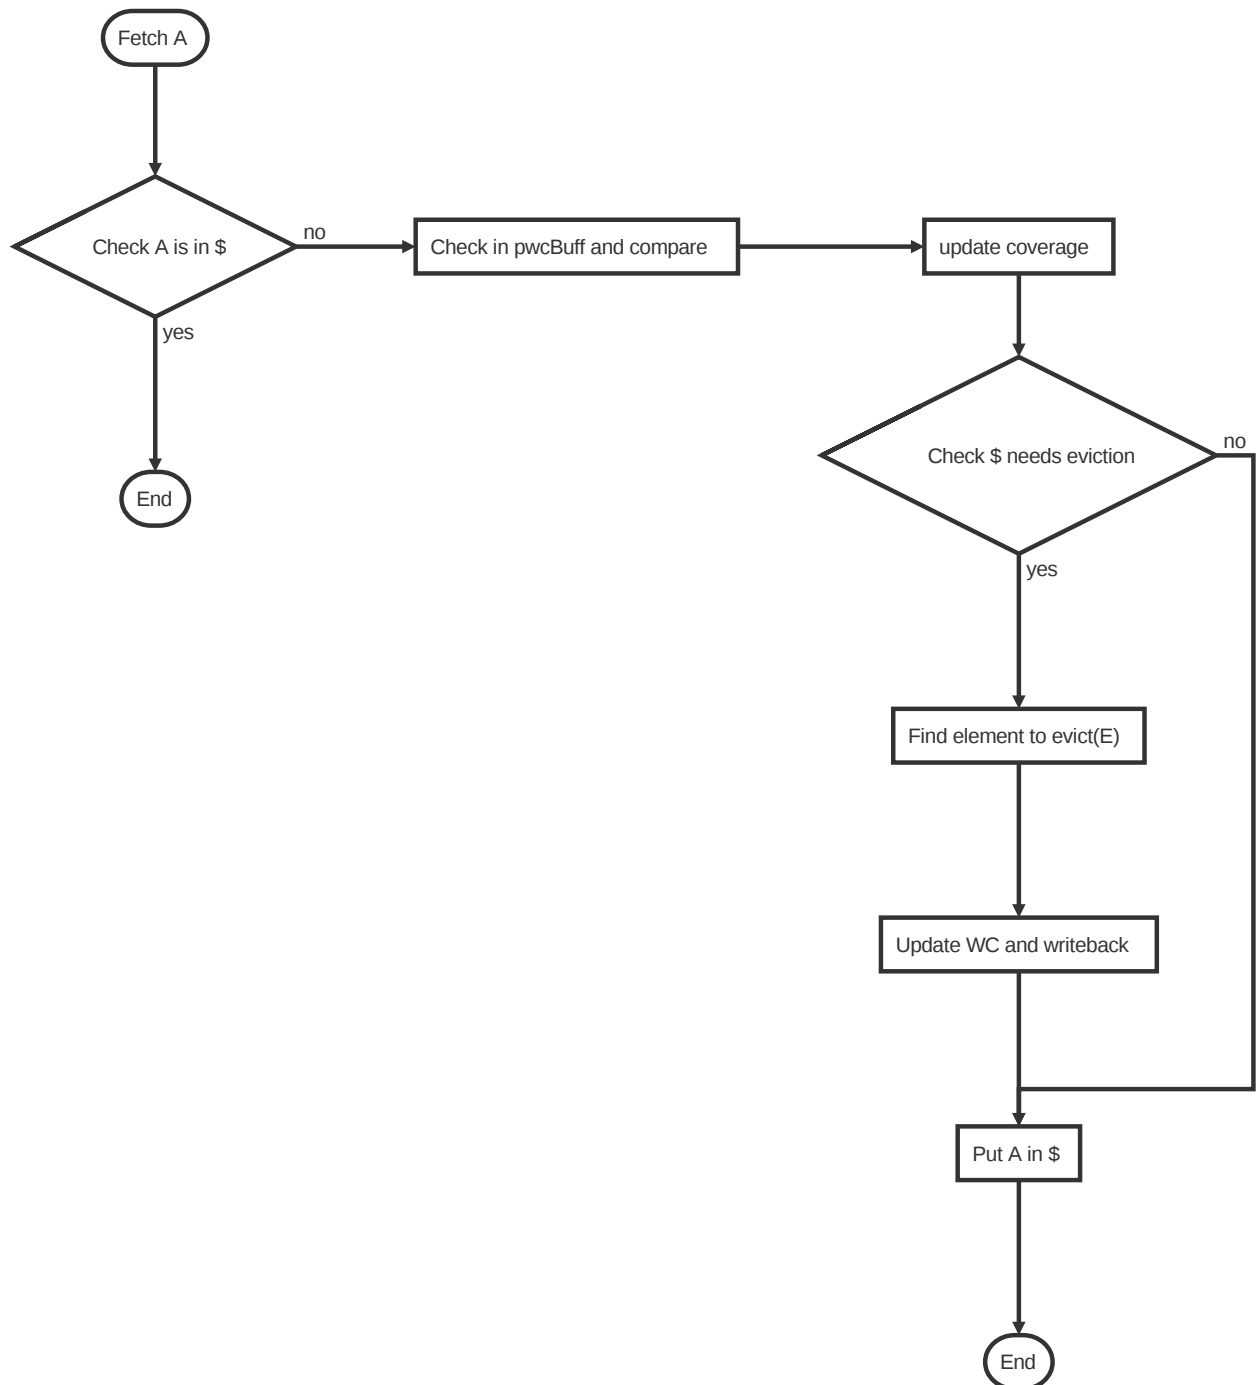 Fetch A
Check A is in $
no
Check in pwcBuff and compare
update coverage
yes
End
Check $ needs eviction
no
yes
Find element to evict(E)
Update WC and writeback
Put A in $
End